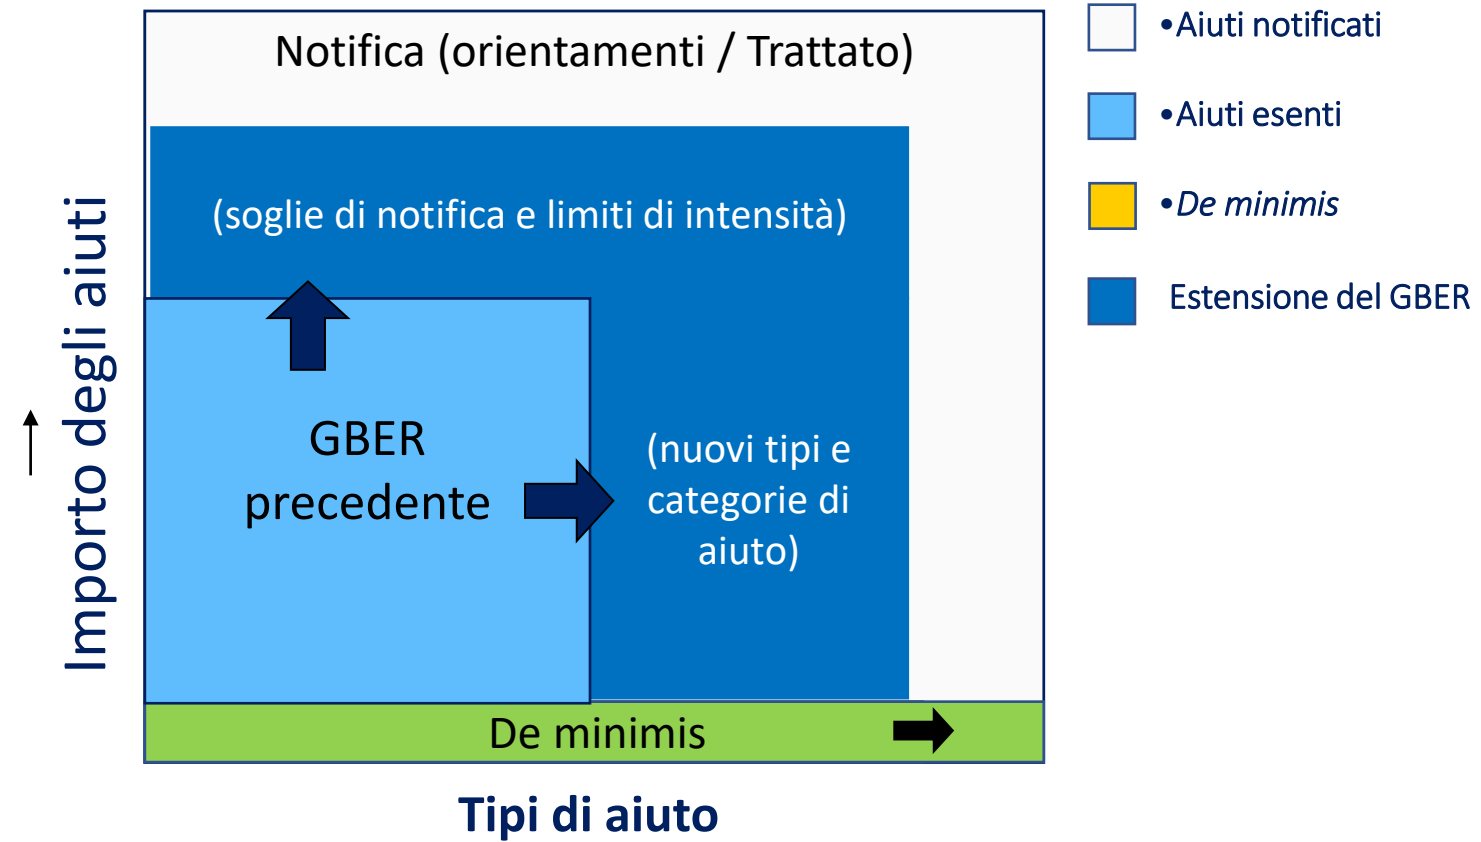 Notifica (orientamenti / Trattato)
(soglie di notifica e limiti di intensità)
GBER
precedente
(nuovi tipi e
categorie di
aiuto)
De minimis
Importo degli aiuti
Tipi di aiuto
•Aiuti notificati
•Aiuti esenti
•De minimis
Estensione del GBER